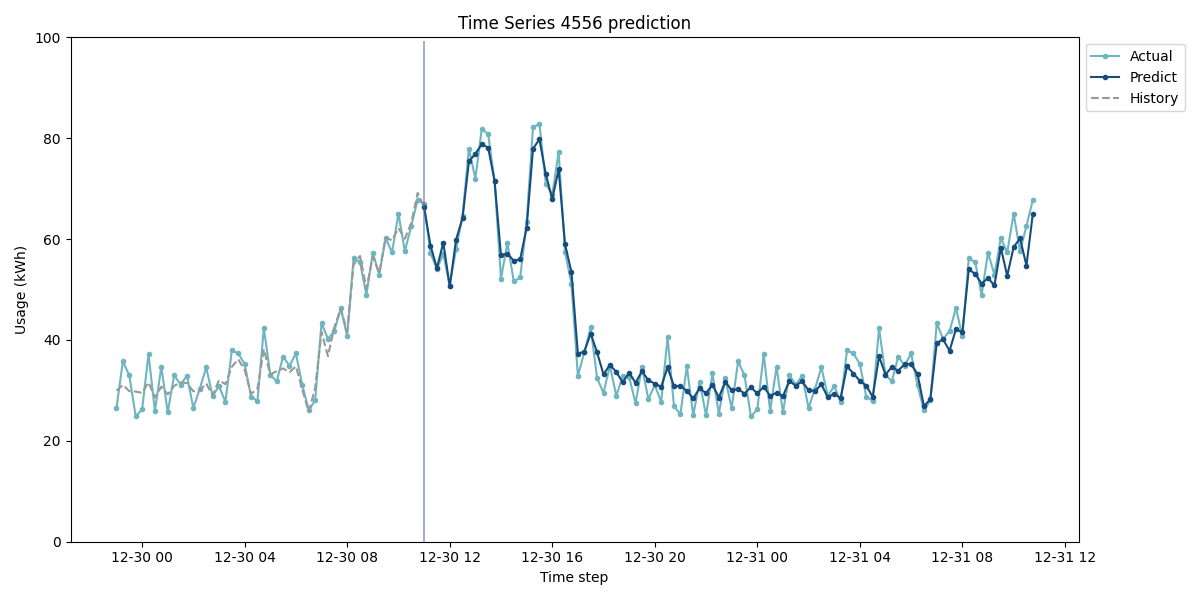 Time Series 4556 prediction
Actual
Predict
History
Usage (kWh)
100
80
60
40
20
0
12-30 00
12-30 04
12-30 08
12-30 12
12-30 16
12-30 20
12-31 00
12-31 04
12-31 08
12-31 12
Time step